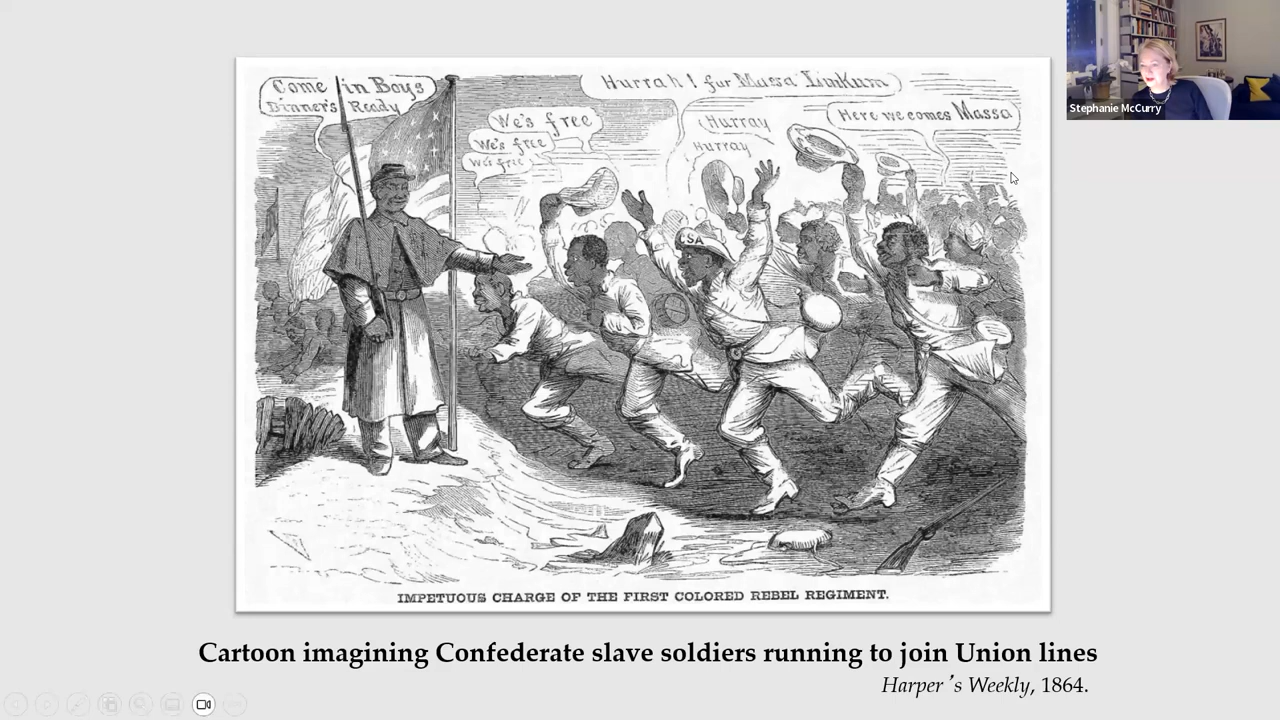 Come in Boys
Dinner's Ready
We's free
We's free
We's free
Hurrah! fur Massa Linkum
Hurray
Hurray
Here we comes Massa
SA
IMPETUOUS CHARGE OF THE FIRST COLORED REBEL REGIMENT.
Cartoon imagining Confederate slave soldiers running to join Union lines
Harper's Weekly, 1864.
Stephanie McCurry